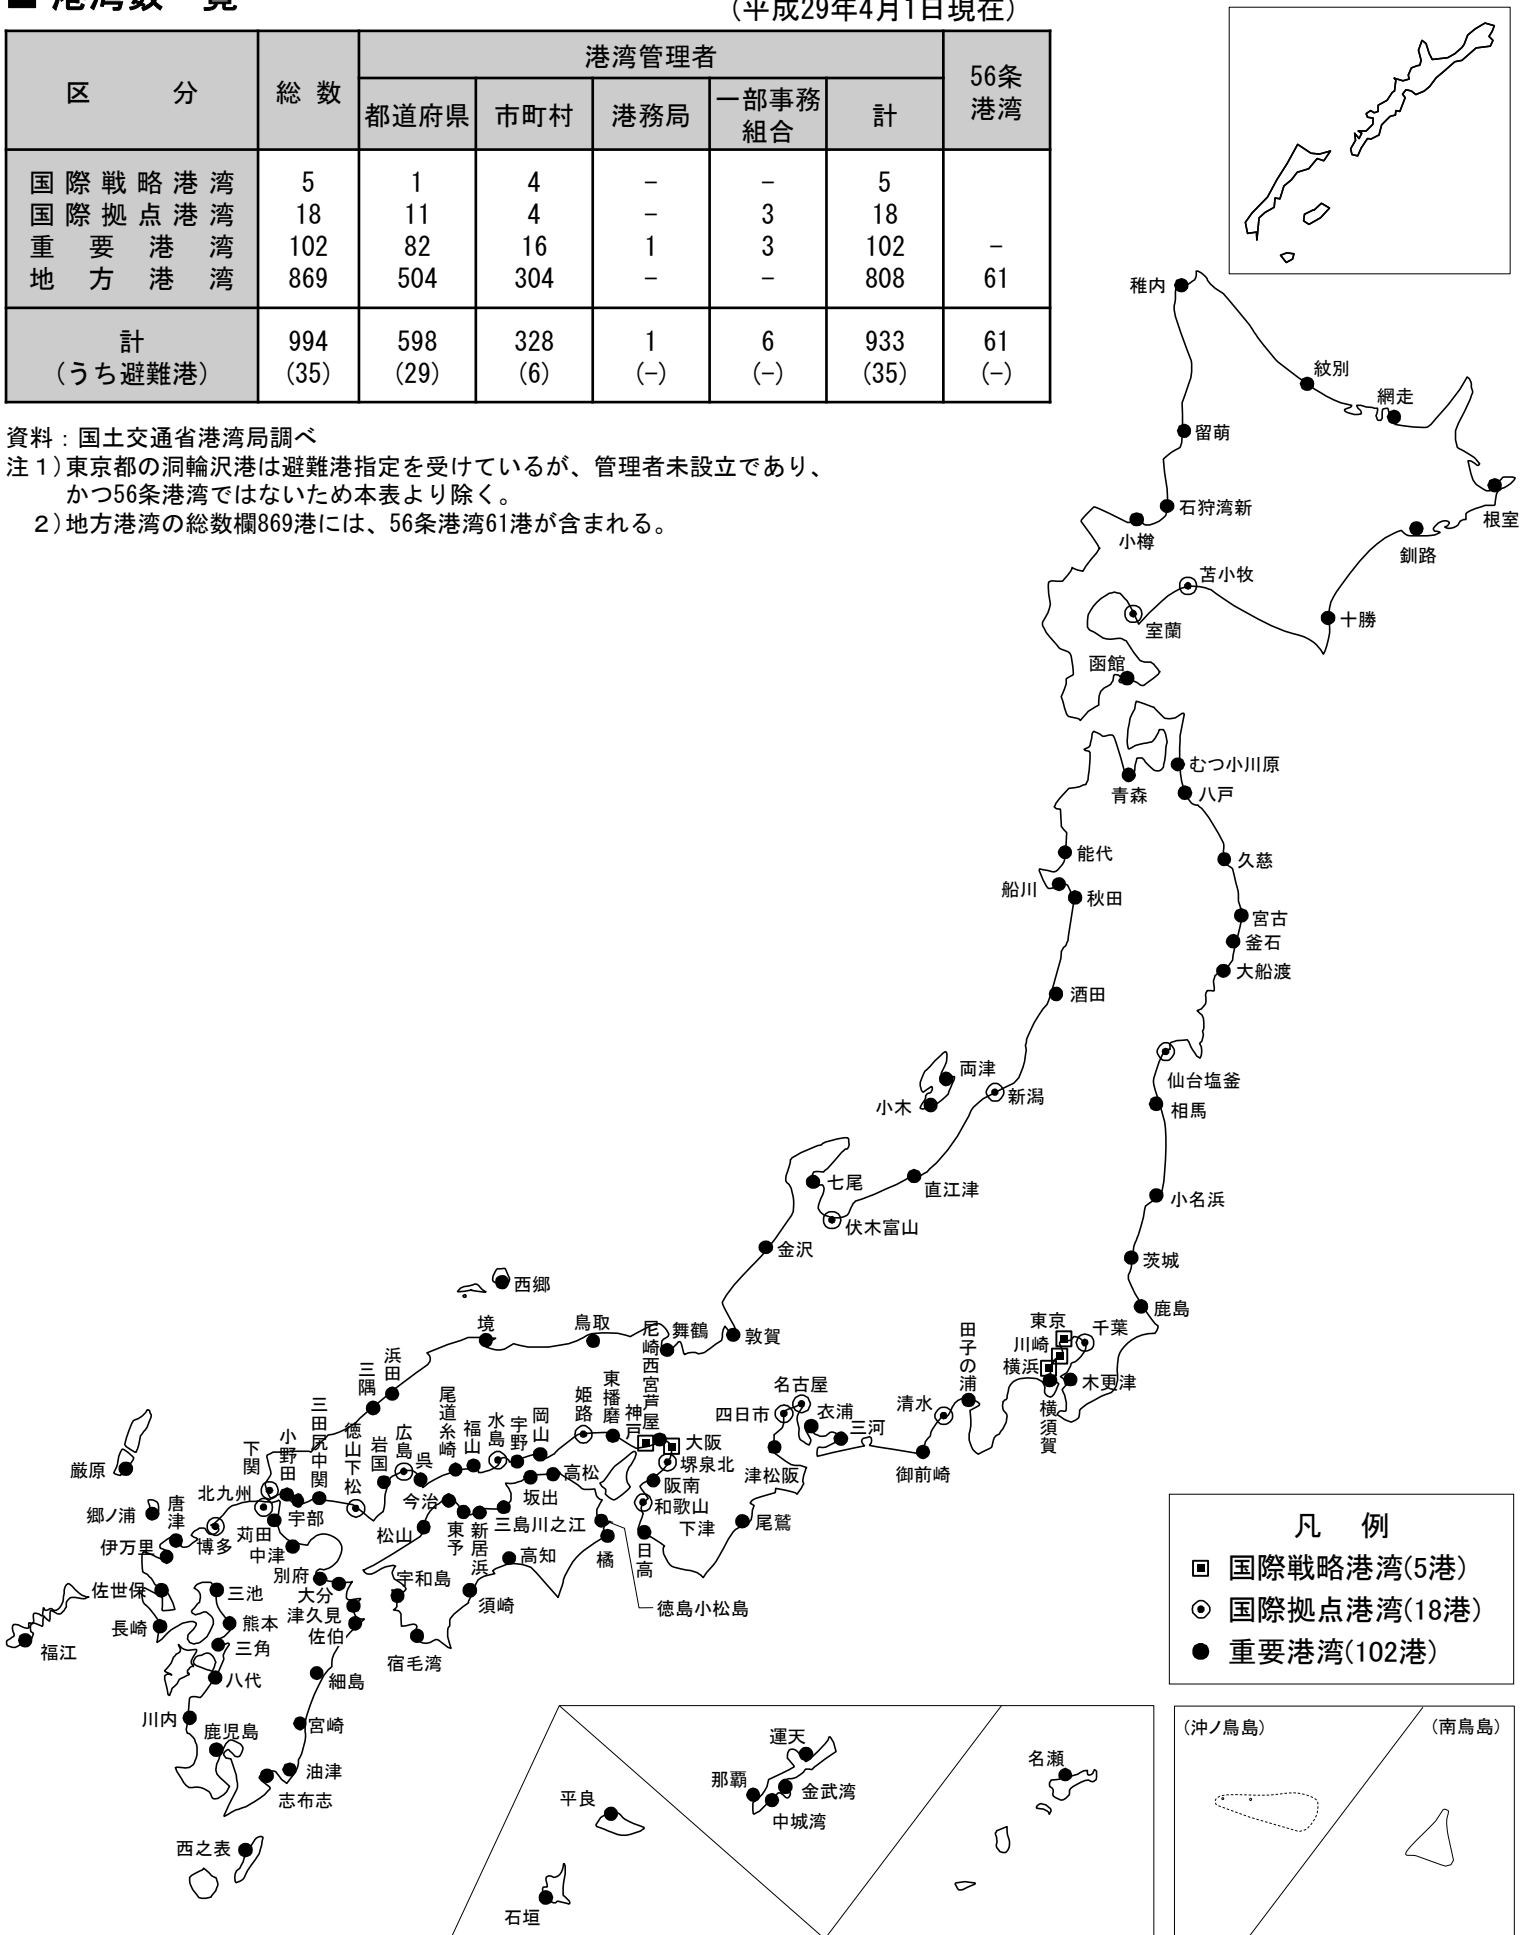 ■ 港湾数一覧
（平成29年4月1日現在）
区 分 総 数 港湾管理者 56条港湾
都道府県 市町村 港務局 一部事務組合 計
国際戦略港湾 5 1 4 － － 5
国際拠点港湾 18 11 4 － 3 18
重要港湾 102 82 16 1 3 102 －
地方港湾 869 504 304 － － 808 61
計 994 598 328 1 6 933 61
（うち避難港） (35) (29) (6) (－) (－) (35) (－)
資料：国土交通省港湾局調べ
注１)東京都の洞輪沢港は避難港指定を受けているが、管理者未設立であり、
かつ56条港湾ではないため本表より除く。
２)地方港湾の総数欄869港には、56条港湾61港が含まれる。
稚内
紋別
網走
留萌
根室
石狩湾新
小樽
釧路
苫小牧
十勝
室蘭
函館
むつ小川原
青森
八戸
能代
久慈
船川
秋田
宮古
釜石
大船渡
酒田
仙台塩釜
両津
新潟
小木
相馬
七尾
直江津
小名浜
伏木富山
金沢
茨城
西郷
鹿島
境
鳥取
尼崎西宮芦屋
舞鶴
敦賀
田子の浦
東京
千葉
川崎
横浜
木更津
横須賀
浜田
三隅
三田尻中関
徳山下松
岩国
広島
呉
尾道糸崎
福山
水島
宇野
岡山
姫路
東播磨
神戸
大阪
堺泉北
阪南
和歌山
下津
日高
名古屋
四日市
衣浦
三河
清水
御前崎
津松阪
尾鷲
厳原
下関
小野田
北九州
宇部
郷ノ浦
唐津
博多
苅田
中津
伊万里
今治
松山
東予
新居浜
三島川之江
坂出
高松
橘
高知
徳島小松島
別府
大分
津久見
佐伯
宇和島
須崎
宿毛湾
佐世保
三池
長崎
熊本
三角
福江
八代
細島
川内
鹿児島
宮崎
油津
志布志
西之表
平良
石垣
運天
那覇
金武湾
中城湾
名瀬
(沖ノ鳥島)
(南鳥島)
凡 例
国際戦略港湾(5港)
国際拠点港湾(18港)
重要港湾(102港)